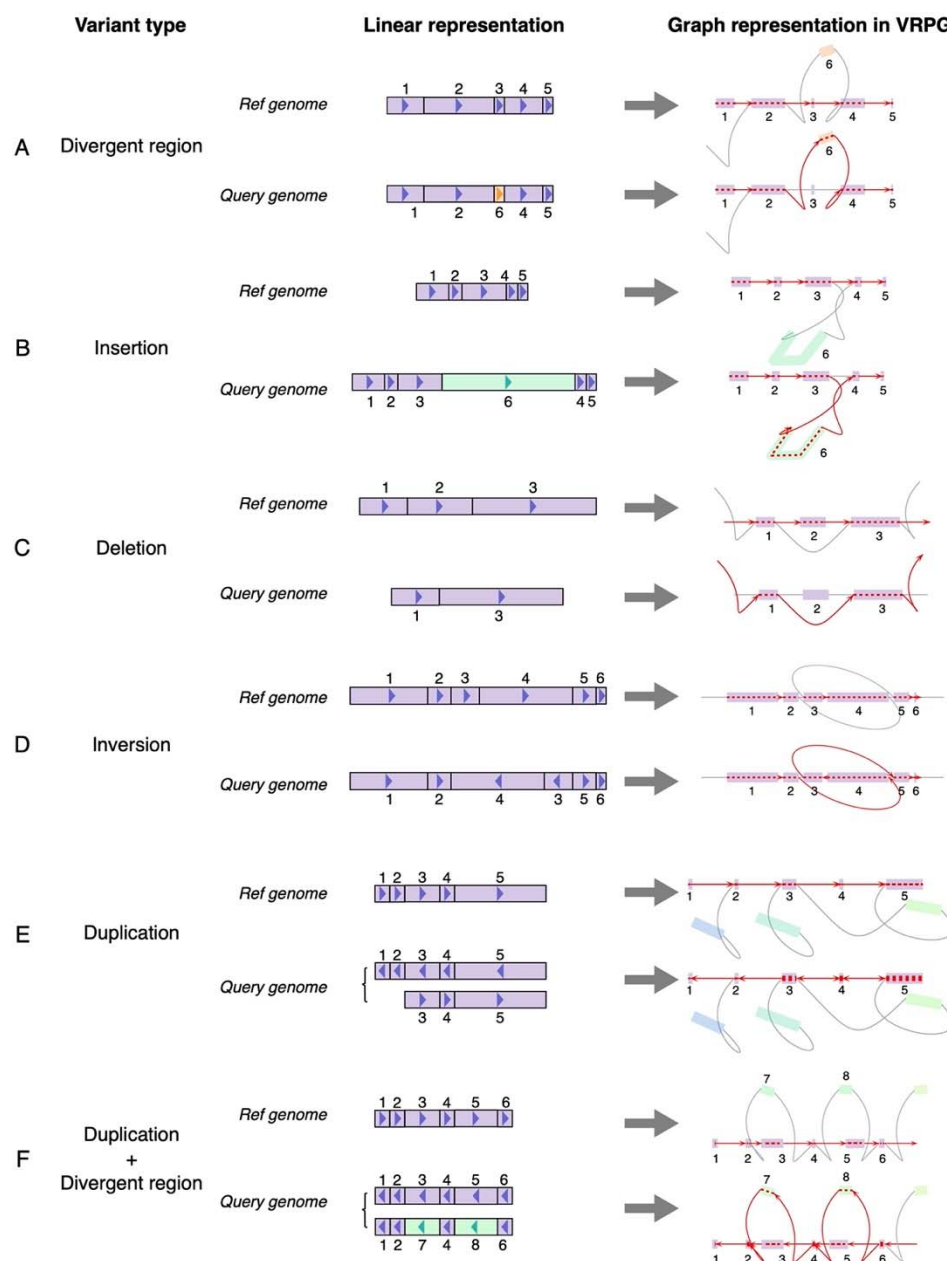 Variant type Linear representation Graph representation in VRPG
6
1 2 3 4 5
Ref genome
1 2 3 4 5
A Divergent region
6
Query genome
1 2 6 4 5
1 2 3 4 5
1 2 3 4 5
Ref genome
1 2 3 4 5
6
B Insertion
Query genome
1 2 3 6 4 5
1 2 3 4 5
6
1 2 3
Ref genome
1 2 3
C Deletion
Query genome
1 3
1 2 3
1 2 3 4 5 6
Ref genome
1 2 3 4 5 6
D Inversion
Query genome
1 2 4 3 5 6
1 2 3 4 5 6
1 2 3 4 5
Ref genome
1 2 3 4 5
E Duplication
1 2 3 4 5
Query genome
3 4 5
1 2 3 4 5
7 8
1 2 3 4 5 6
Ref genome
1 2 3 4 5 6
F Duplication
+
Divergent region
7 8
1 2 3 4 5 6
Query genome
1 2 7 4 8 6
1 2 3 4 5 6